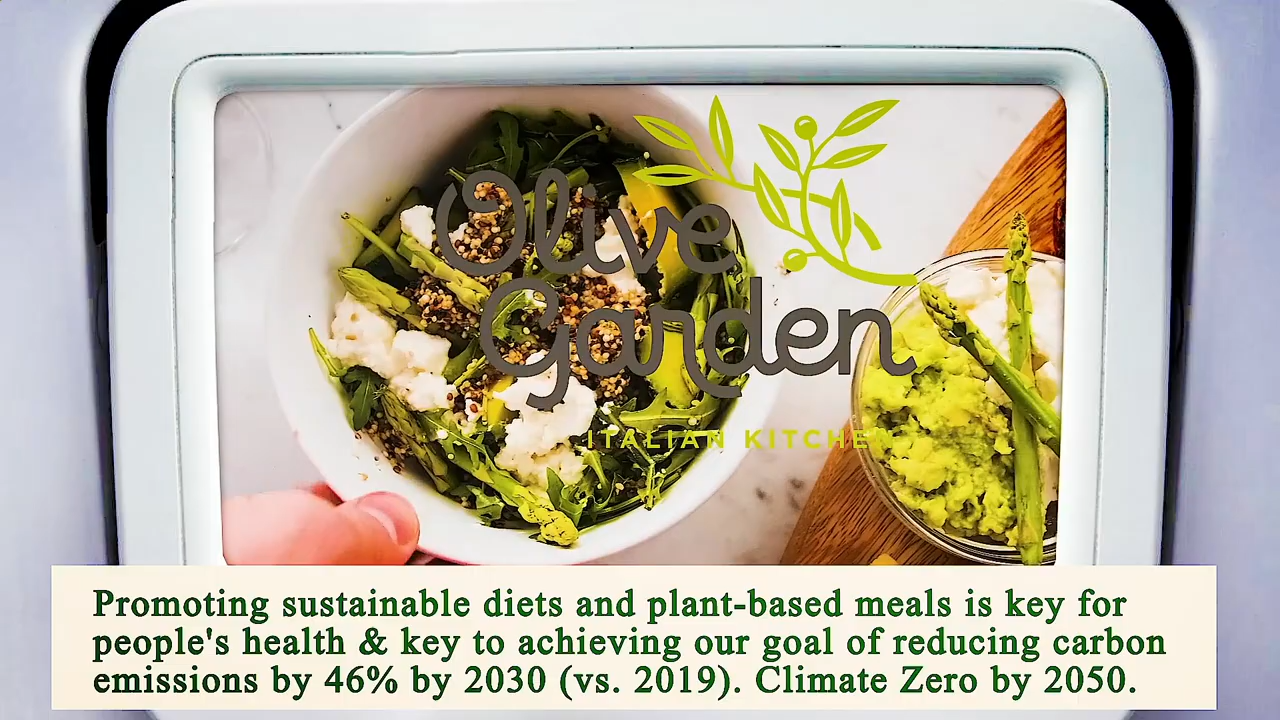 Olive
Garden
ITALIAN KITCHEN
Promoting sustainable diets and plant-based meals is key for
people's health & key to achieving our goal of reducing carbon
emissions by 46% by 2030 (vs. 2019). Climate Zero by 2050.